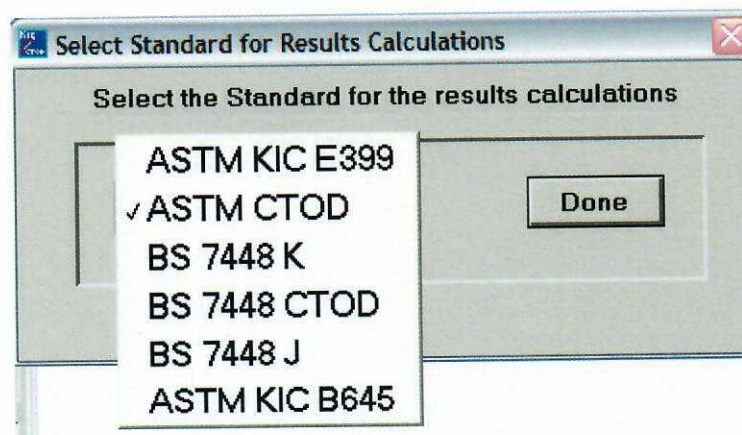 Select Standard for Results Calculations
Select the Standard for the results calculations
ASTM KIC E399
✓ASTM CTOD
Done
BS 7448 K
BS 7448 CTOD
BS 7448 J
ASTM KIC B645